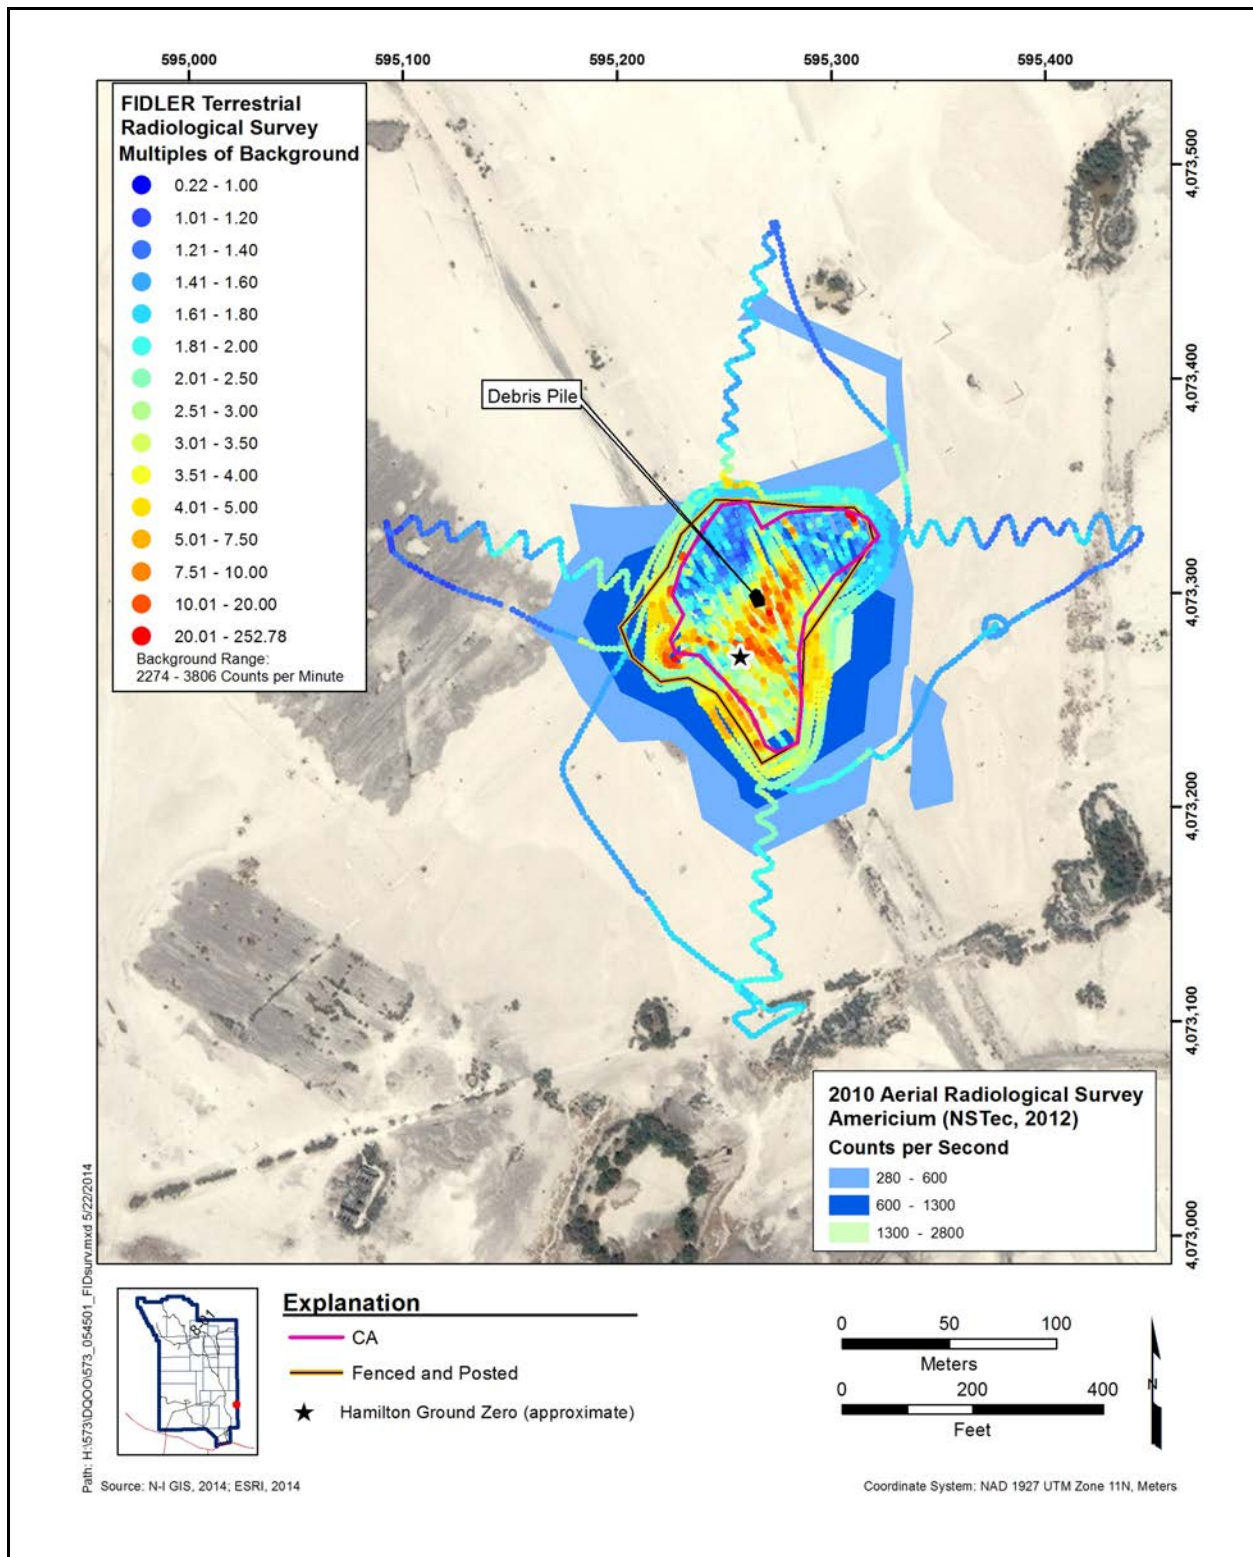 595,000
595,100
595,200
595,300
595,400
FIDLER Terrestrial
Radiological Survey
Multiples of Background
0.22 - 1.00
1.01 - 1.20
1.21 - 1.40
1.41 - 1.60
1.61 - 1.80
1.81 - 2.00
2.01 - 2.50
2.51 - 3.00
3.01 - 3.50
3.51 - 4.00
4.01 - 5.00
5.01 - 7.50
7.51 - 10.00
10.01 - 20.00
20.01 - 252.78
Background Range:
2274 - 3806 Counts per Minute
Debris Pile
4,073,500
4,073,400
4,073,300
4,073,200
4,073,100
4,073,000
2010 Aerial Radiological Survey
Americium (NSTec, 2012)
Counts per Second
280 - 600
600 - 1300
1300 - 2800
Path: H:\573\DQOO\573_054501_FIDsurv.mxd 5/22/2014
Explanation
CA
Fenced and Posted
Hamilton Ground Zero (approximate)
0 50 100
Meters
0 200 400
Feet
N
Source: N-I GIS, 2014; ESRI, 2014
Coordinate System: NAD 1927 UTM Zone 11N, Meters